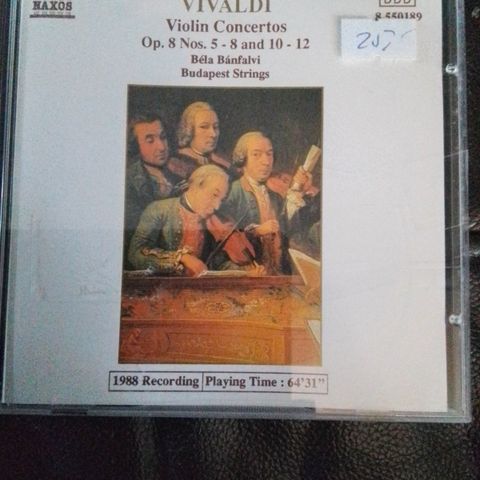 NAXOS
VIVALDI
DDD
8.550189
Violin Concertos
Op. 8 Nos. 5 - 8 and 10 - 12
Béla Bánfalvi
Budapest Strings
1988 Recording Playing Time : 64'31"